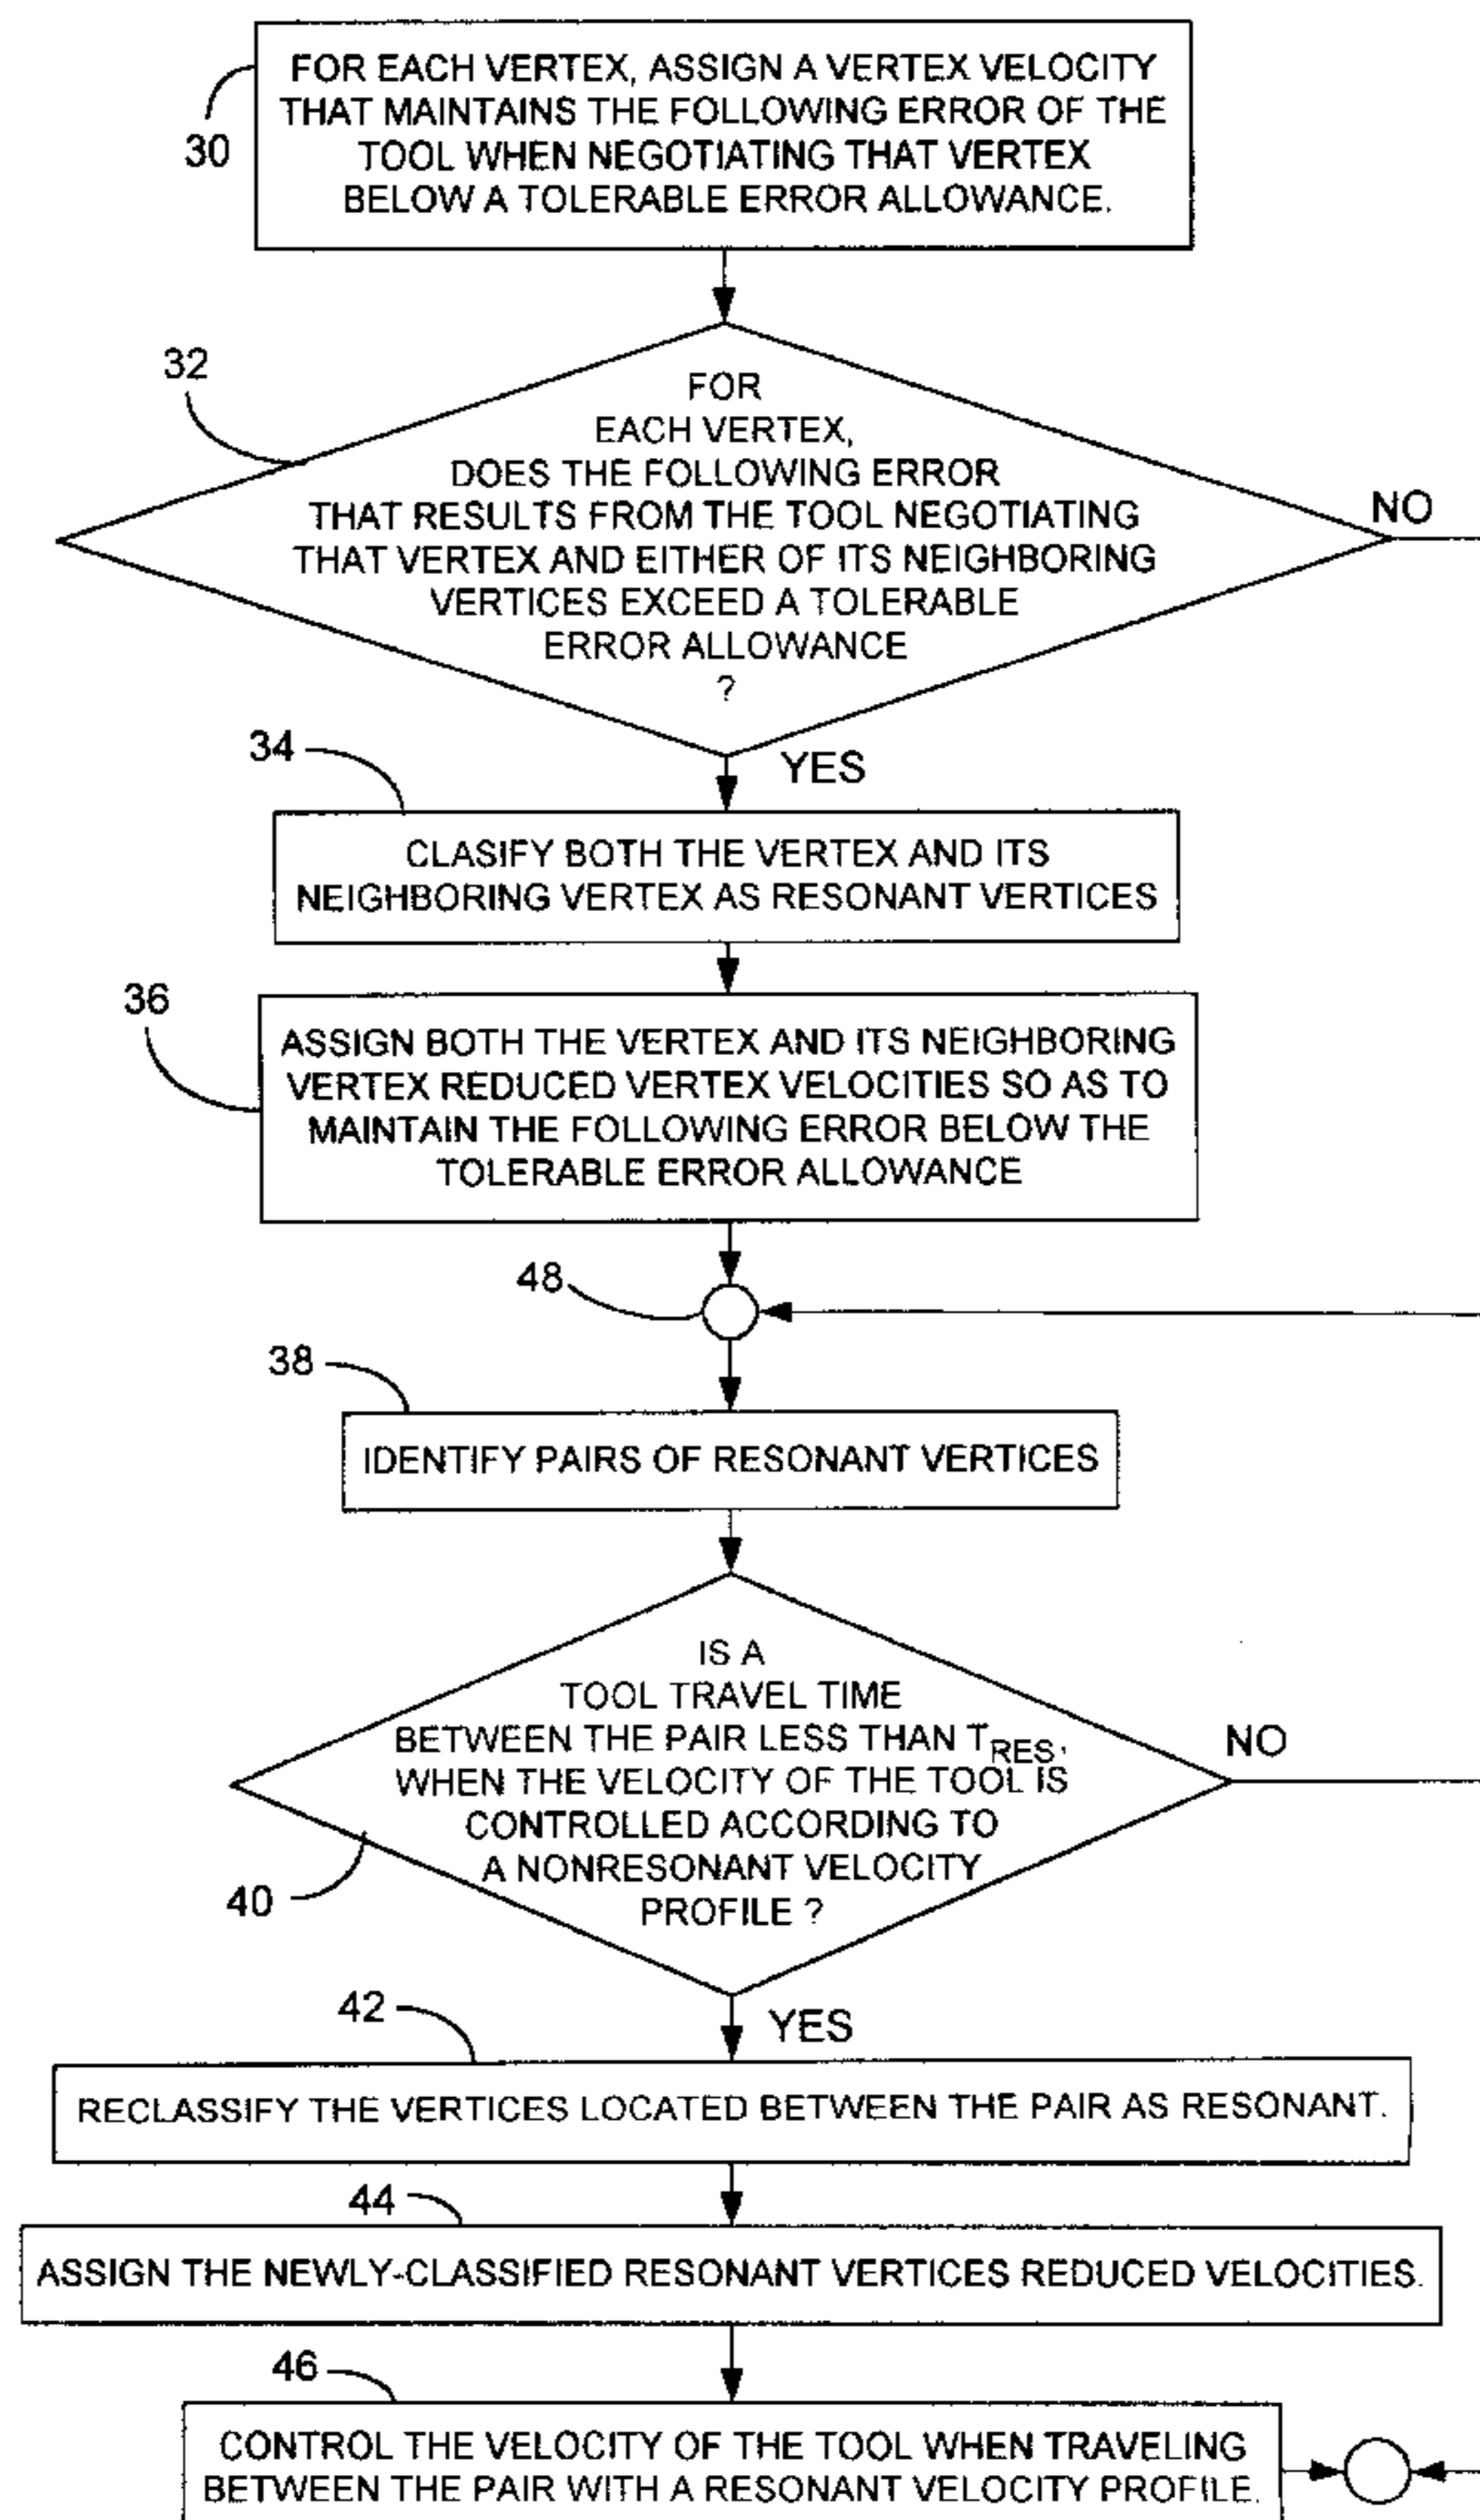 30
FOR EACH VERTEX, ASSIGN A VERTEX VELOCITY
THAT MAINTAINS THE FOLLOWING ERROR OF THE
TOOL WHEN NEGOTIATING THAT VERTEX
BELOW A TOLERABLE ERROR ALLOWANCE.
32
FOR
EACH VERTEX,
DOES THE FOLLOWING ERROR
THAT RESULTS FROM THE TOOL NEGOTIATING
THAT VERTEX AND EITHER OF ITS NEIGHBORING
VERTICES EXCEED A TOLERABLE
ERROR ALLOWANCE
?
NO
YES
34
CLASIFY BOTH THE VERTEX AND ITS
NEIGHBORING VERTEX AS RESONANT VERTICES
36
ASSIGN BOTH THE VERTEX AND ITS NEIGHBORING
VERTEX REDUCED VERTEX VELOCITIES SO AS TO
MAINTAIN THE FOLLOWING ERROR BELOW THE
TOLERABLE ERROR ALLOWANCE
48
38
IDENTIFY PAIRS OF RESONANT VERTICES
IS A
TOOL TRAVEL TIME
BETWEEN THE PAIR LESS THAN TRES,
WHEN THE VELOCITY OF THE TOOL IS
CONTROLLED ACCORDING TO
A NONRESONANT VELOCITY
PROFILE ?
NO
40
YES
42
RECLASSIFY THE VERTICES LOCATED BETWEEN THE PAIR AS RESONANT.
44
ASSIGN THE NEWLY-CLASSIFIED RESONANT VERTICES REDUCED VELOCITIES.
46
CONTROL THE VELOCITY OF THE TOOL WHEN TRAVELING
BETWEEN THE PAIR WITH A RESONANT VELOCITY PROFILE.